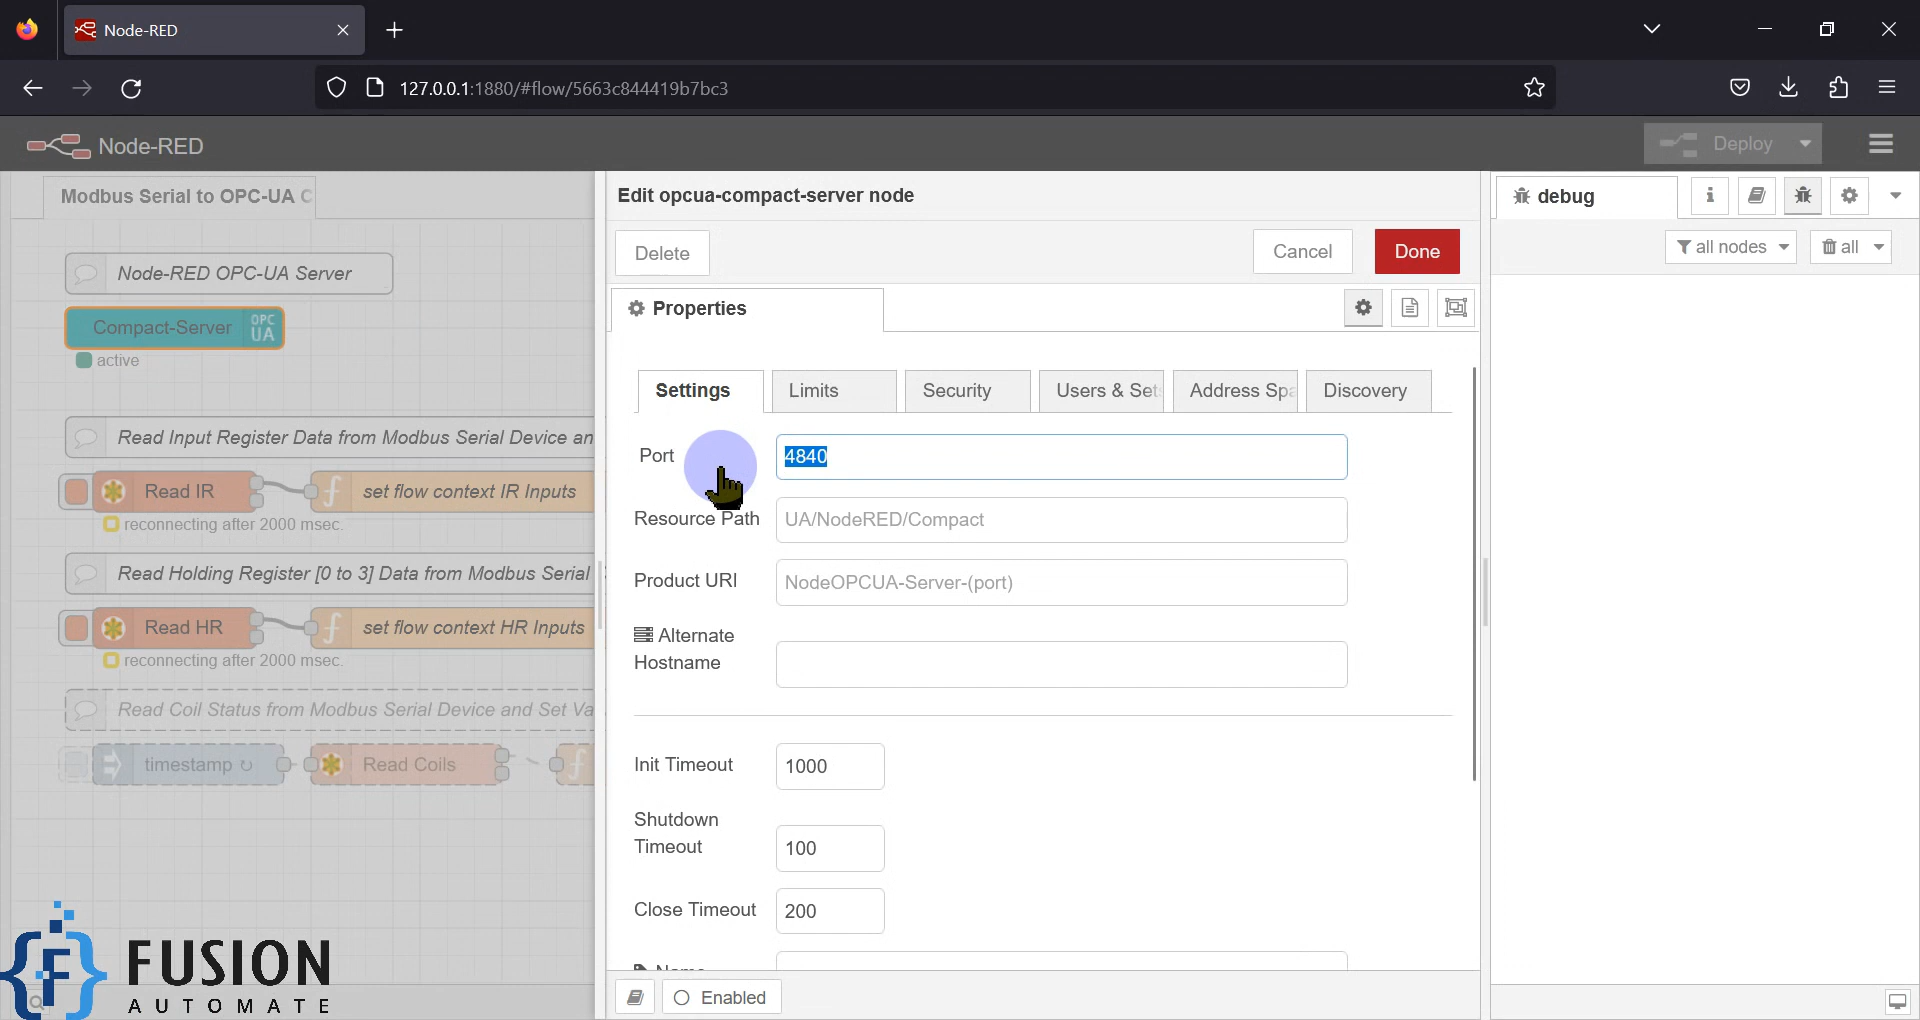 Node-RED
127.0.0.1:1880/#flow/5663c844419b7bc3
Node-RED
Deploy
Modbus Serial to OPC-UA C
Node-RED OPC-UA Server
Compact-Server
OPC
UA
active
Read Input Register Data from Modbus Serial Device an
Read IR
set flow context IR Inputs
reconnecting after 2000 msec.
Read Holding Register [0 to 3] Data from Modbus Serial
Read HR
set flow context HR Inputs
reconnecting after 2000 msec.
Read Coil Status from Modbus Serial Device and Set Va
timestamp ↻
Read Coils
FUSION
AUTOMATE
Edit opcua-compact-server node
Delete
Cancel
Done
Properties
Settings
Limits
Security
Users & Set
Address Spa
Discovery
Port
4840
Resource Path
UA/NodeRED/Compact
Product URI
NodeOPCUA-Server-(port)
Alternate
Hostname
Init Timeout
1000
Shutdown
Timeout
100
Close Timeout
200
Name
Enabled
debug
all nodes
all